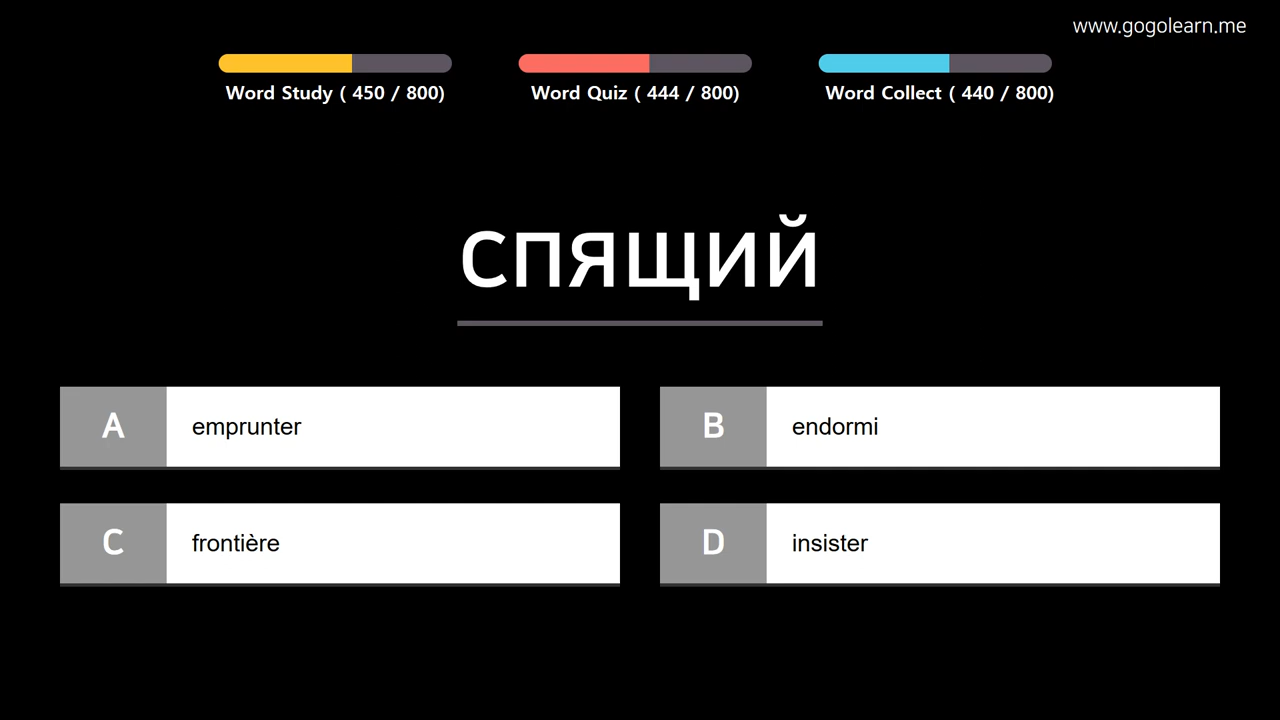 www.gogolearn.me
Word Study ( 450 / 800)
Word Quiz ( 444 / 800)
Word Collect ( 440 / 800)
спящий
A
emprunter
B
endormi
C
frontière
D
insister